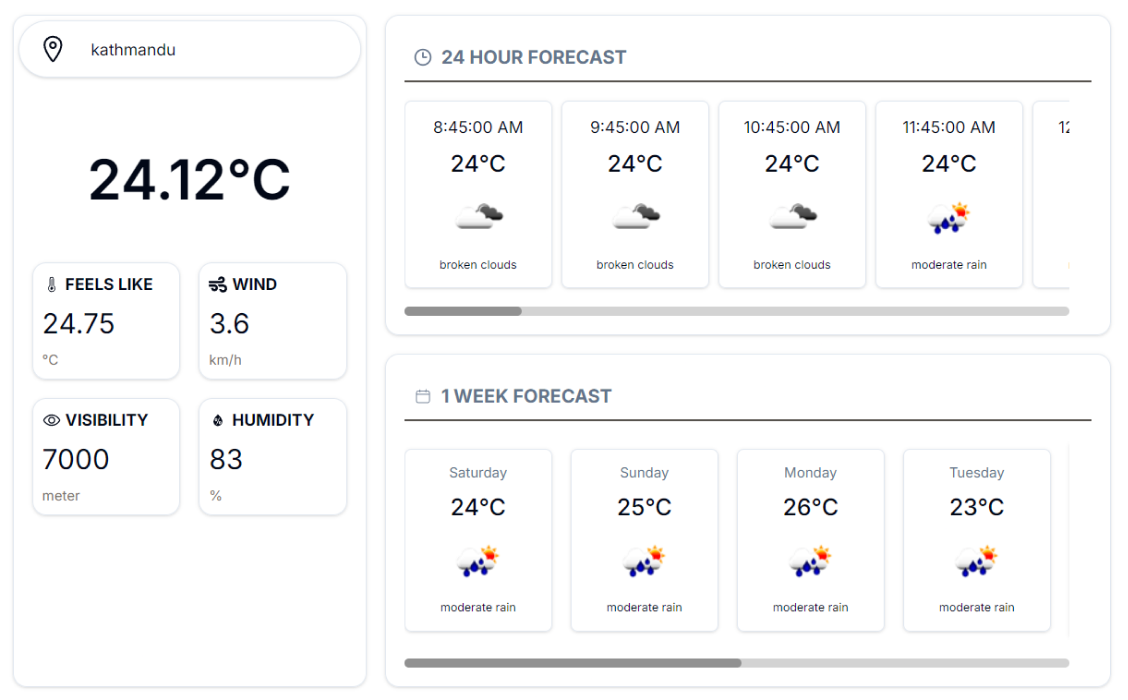 kathmandu
24.12°C
FEELS LIKE
24.75
°C
WIND
3.6
km/h
VISIBILITY
7000
meter
HUMIDITY
83
%
24 HOUR FORECAST
8:45:00 AM
24°C
broken clouds
9:45:00 AM
24°C
broken clouds
10:45:00 AM
24°C
broken clouds
11:45:00 AM
24°C
moderate rain
1 WEEK FORECAST
Saturday
24°C
moderate rain
Sunday
25°C
moderate rain
Monday
26°C
moderate rain
Tuesday
23°C
moderate rain